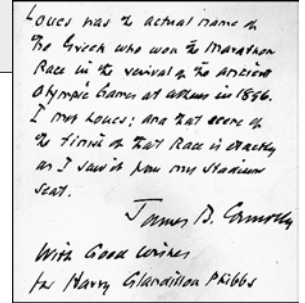 Loues was the actual name of
the Greek who won the Marathon
Race in the revival of the ancient
Olympic Games at athens in 1896.
I met Loues; and that scene of
the finish of that Race is exactly
as I saw it from my stadium
seat.
James B. Connolly
With Good wishes
for Harry Glandillon Phibbs